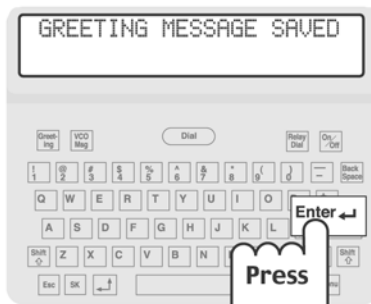 GREETING MESSAGE SAVED
Greet-
ing
VCO
Msg
Dial
Relay
Dial
On/Off
! 1 @ 2 # 3 $ 4 % 5 ^ 6 & 7 * 8 ( 9 ) 0 — Back Space
Q W E R T Y U I O
Enter
A S D F G H J K L
Shift Z X C V B N Shift
Press
Esc SK